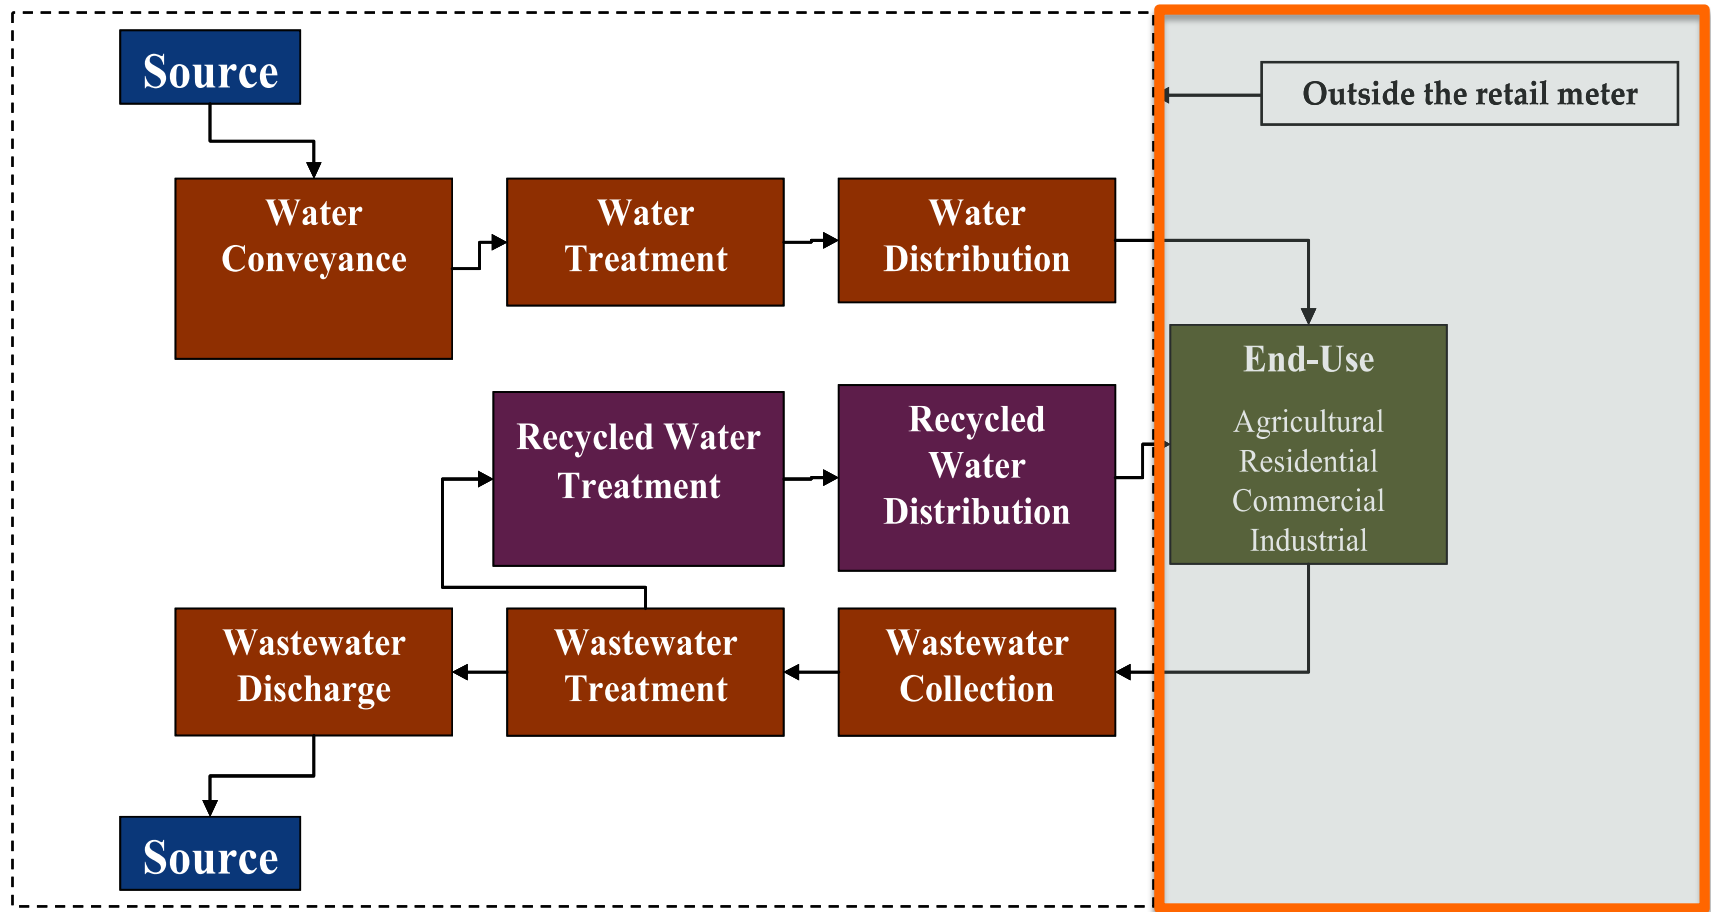 Source
Outside the retail meter
Water
Conveyance
Water
Treatment
Water
Distribution
End-Use
Agricultural
Residential
Commercial
Industrial
Recycled Water
Treatment
Recycled
Water
Distribution
Wastewater
Discharge
Wastewater
Treatment
Wastewater
Collection
Source